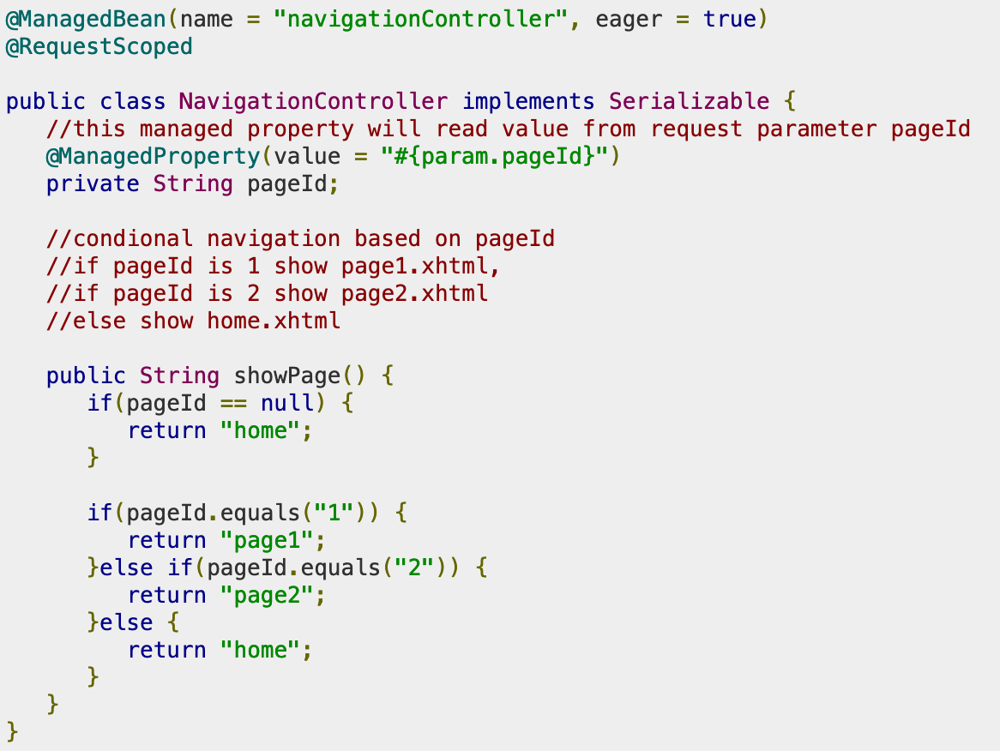 @ManagedBean(name = "navigationController", eager = true)
@RequestScoped

public class NavigationController implements Serializable {
   //this managed property will read value from request parameter pageId
   @ManagedProperty(value = "#{param.pageId}")
   private String pageId;

   //condional navigation based on pageId
   //if pageId is 1 show page1.xhtml,
   //if pageId is 2 show page2.xhtml
   //else show home.xhtml

   public String showPage() {
      if(pageId == null) {
         return "home";
      }

      if(pageId.equals("1")) {
         return "page1";
      }else if(pageId.equals("2")) {
         return "page2";
      }else {
         return "home";
      }
   }
}